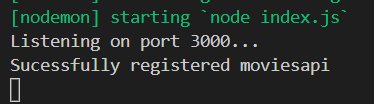 [nodemon] starting `node index.js`
Listening on port 3000...
Sucessfully registered moviesapi